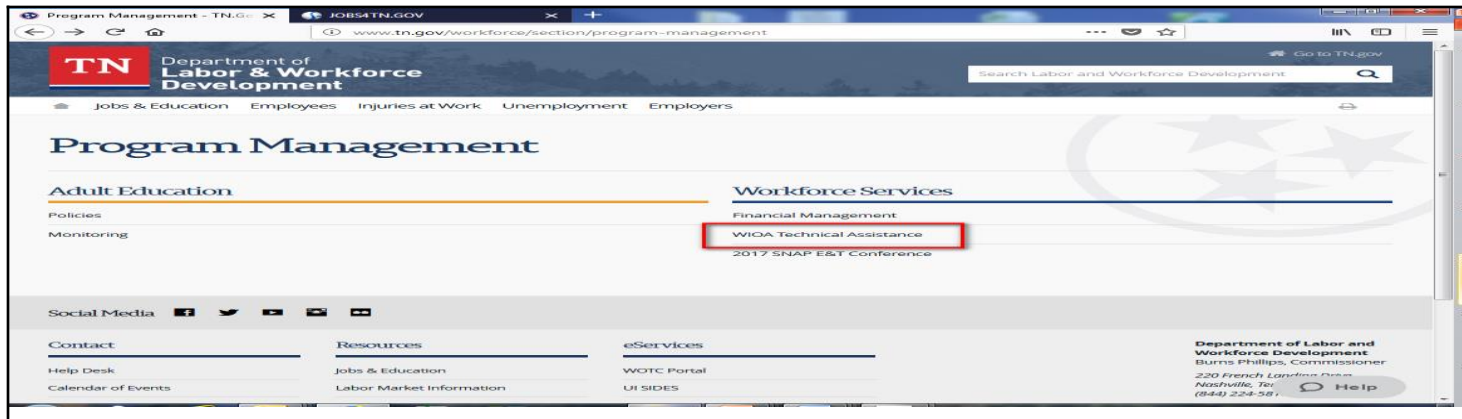 Program Management - TN.Go
JOBS4TN.GOV
www.tn.gov/workforce/section/program-management
TN
Department of
Labor & Workforce
Development
Go to TN.gov
Search Labor and Workforce Development
Jobs & Education Employees Injuries at Work Unemployment Employers
Program Management
Adult Education
Policies
Monitoring
Workforce Services
Financial Management
WIOA Technical Assistance
2017 SNAP E&T Conference
Social Media
Contact
Help Desk
Calendar of Events
Resources
Jobs & Education
Labor Market Information
eServices
WOTC Portal
UI SIDES
Department of Labor and
Workforce Development
Burns Phillips, Commissioner
220 French Landing Drive
Nashville,
(844) 224-581
Help